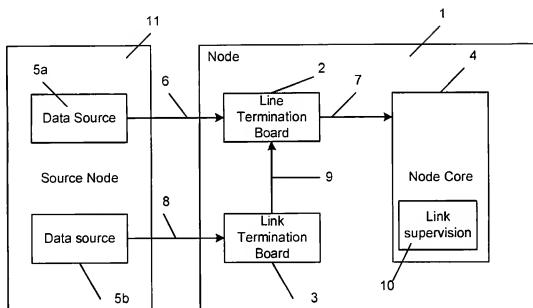 11
1
Node
5a
6
2
7
4
Data Source
Line
Termination
Board
Source Node
9
Node Core
8
Data source
Link
Termination
Board
Link
supervision
10
5b
3